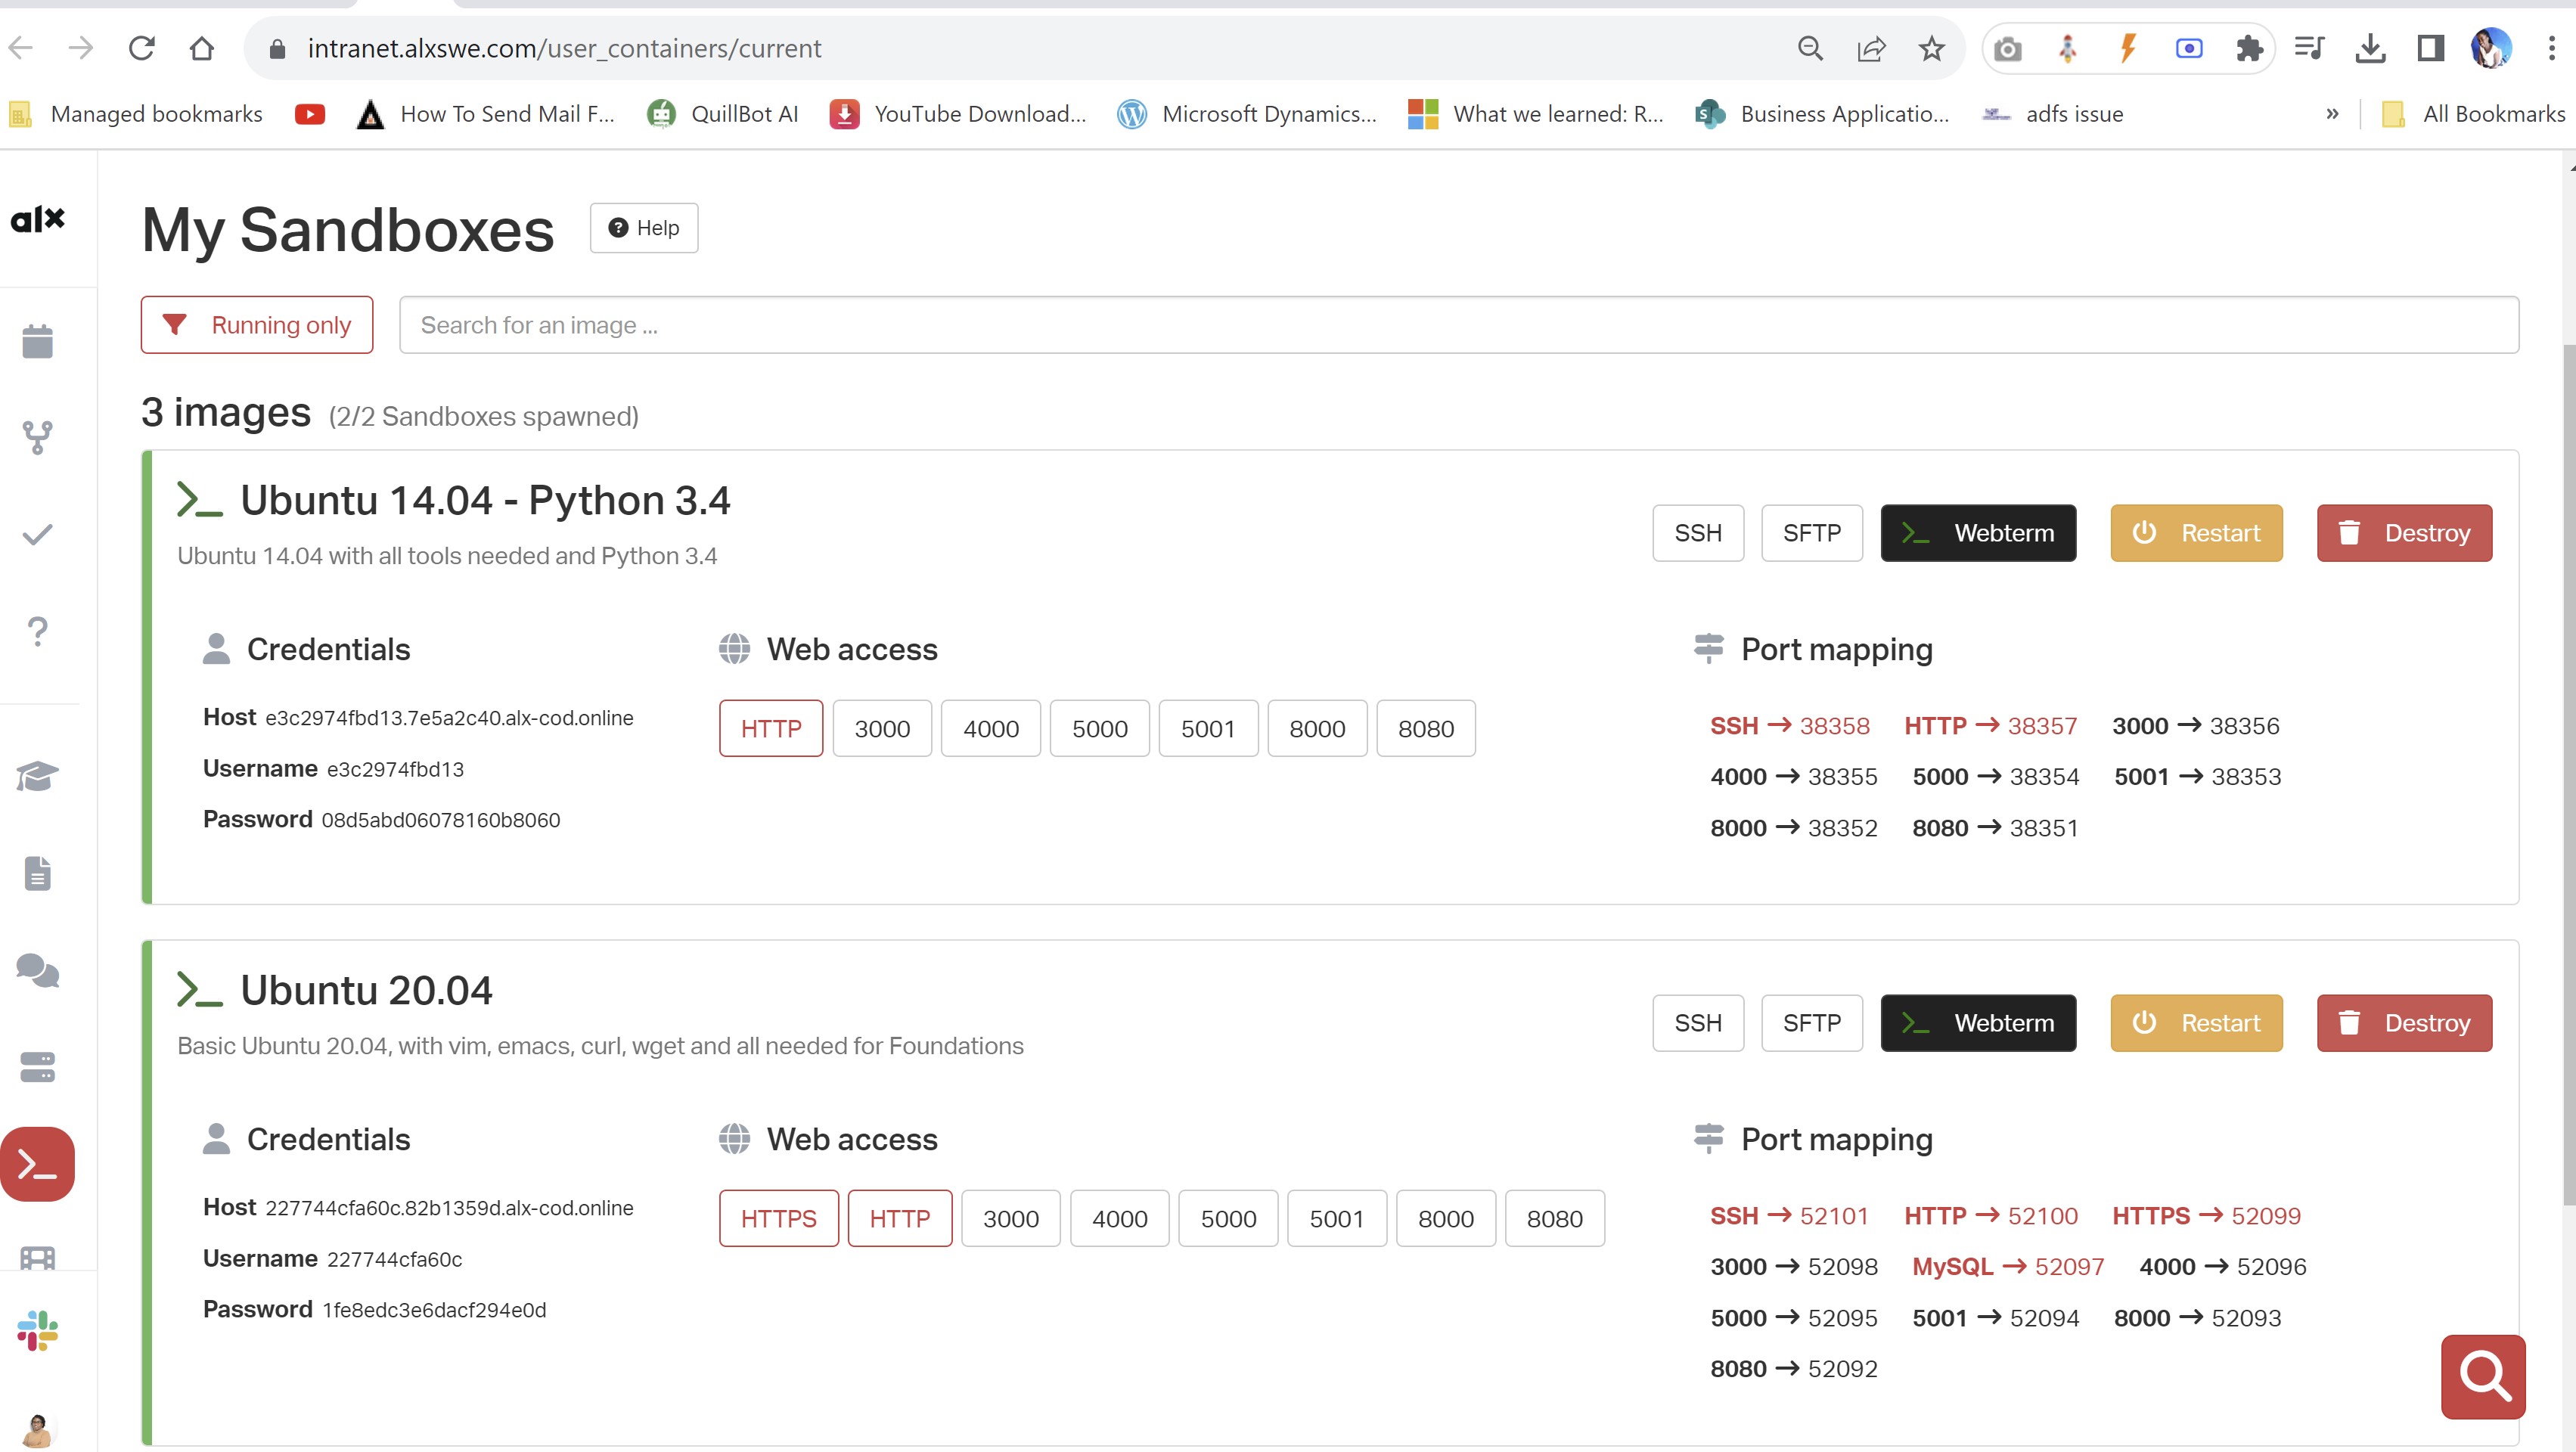 intranet.alxswe.com/user_containers/current
Managed bookmarks How To Send Mail F... QuillBot AI YouTube Download... Microsoft Dynamics... What we learned: R... Business Applicatio... adfs issue » All Bookmarks
alx
My Sandboxes Help
Running only Search for an image ...
3 images (2/2 Sandboxes spawned)
Ubuntu 14.04 - Python 3.4
Ubuntu 14.04 with all tools needed and Python 3.4
SSH SFTP Webterm Restart Destroy
Credentials
Host e3c2974fbd13.7e5a2c40.alx-cod.online
Username e3c2974fbd13
Password 08d5abd06078160b8060
Web access
HTTP 3000 4000 5000 5001 8000 8080
Port mapping
SSH → 38358 HTTP → 38357 3000 → 38356
4000 → 38355 5000 → 38354 5001 → 38353
8000 → 38352 8080 → 38351
Ubuntu 20.04
Basic Ubuntu 20.04, with vim, emacs, curl, wget and all needed for Foundations
SSH SFTP Webterm Restart Destroy
Credentials
Host 227744cfa60c.82b1359d.alx-cod.online
Username 227744cfa60c
Password 1fe8edc3e6dacf294e0d
Web access
HTTPS HTTP 3000 4000 5000 5001 8000 8080
Port mapping
SSH → 52101 HTTP → 52100 HTTPS → 52099
3000 → 52098 MySQL → 52097 4000 → 52096
5000 → 52095 5001 → 52094 8000 → 52093
8080 → 52092